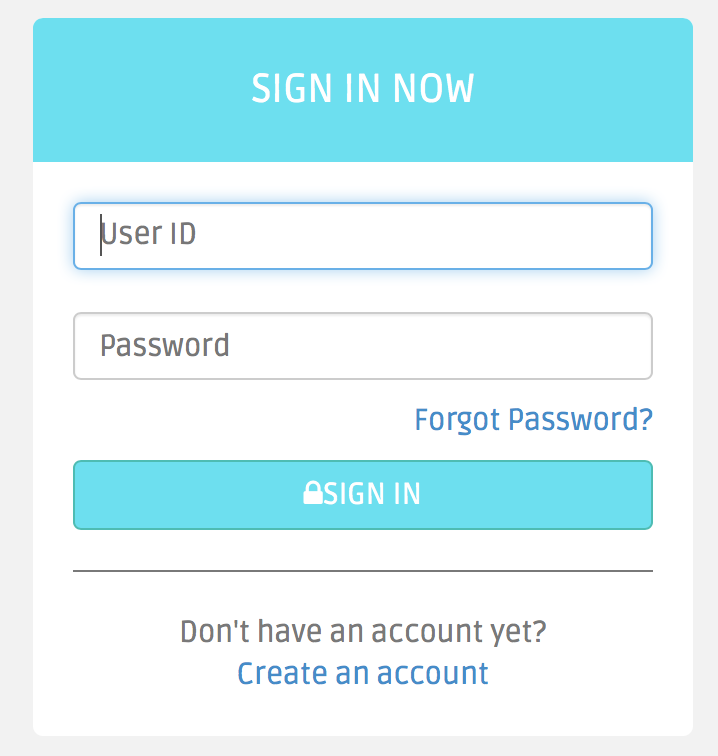 SIGN IN NOW
User ID
Password
Forgot Password?
SIGN IN
Don't have an account yet?
Create an account